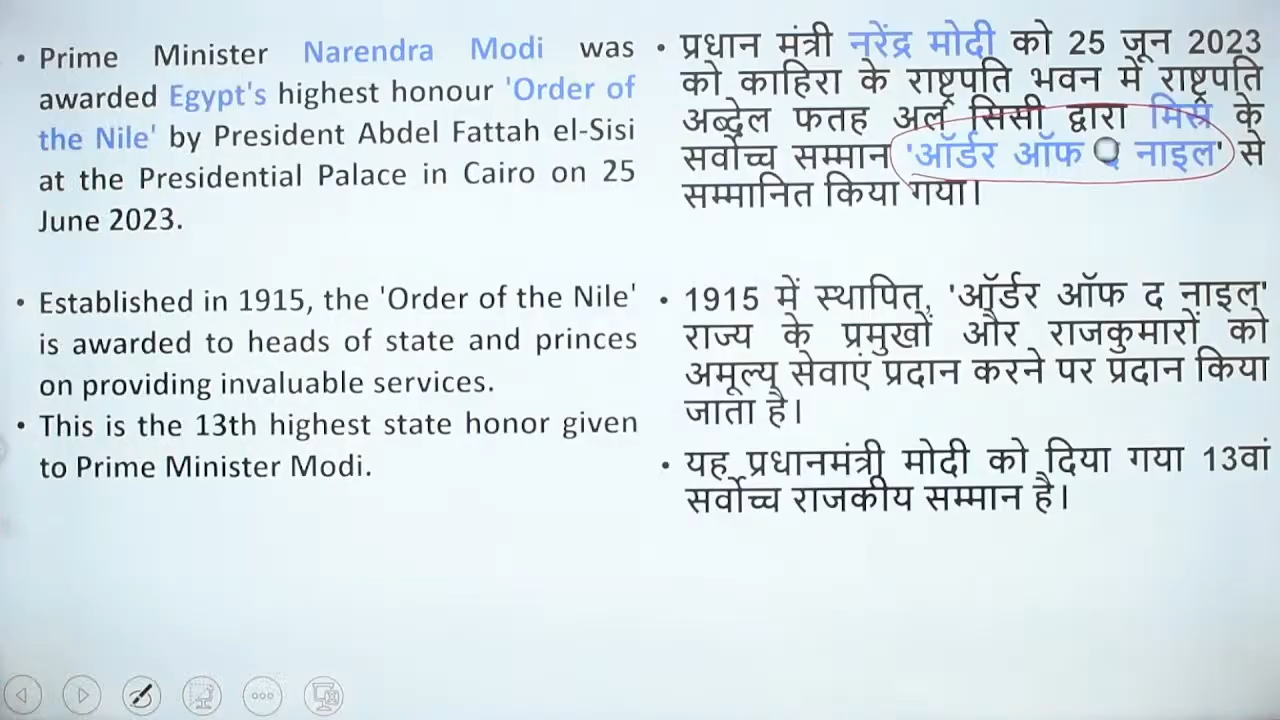 • Prime Minister Narendra Modi was
awarded Egypt's highest honour 'Order of
the Nile' by President Abdel Fattah el-Sisi
at the Presidential Palace in Cairo on 25
June 2023.
• Established in 1915, the 'Order of the Nile'
is awarded to heads of state and princes
on providing invaluable services.
• This is the 13th highest state honor given
to Prime Minister Modi.
• प्रधान मंत्री नरेंद्र मोदी को 25 जून 2023
को काहिरा के राष्ट्रपति भवन में राष्ट्रपति
अब्देल फतह अल सिसी द्वारा मिस्र के
सर्वोच्च सम्मान 'ऑर्डर ऑफ द नाइल' से
सम्मानित किया गया।
• 1915 में स्थापित, 'ऑर्डर ऑफ द नाइल'
राज्य के प्रमुखों और राजकुमारों को
अमूल्य सेवाएं प्रदान करने पर प्रदान किया
जाता है।
• यह प्रधानमंत्री मोदी को दिया गया 13वां
सर्वोच्च राजकीय सम्मान है।